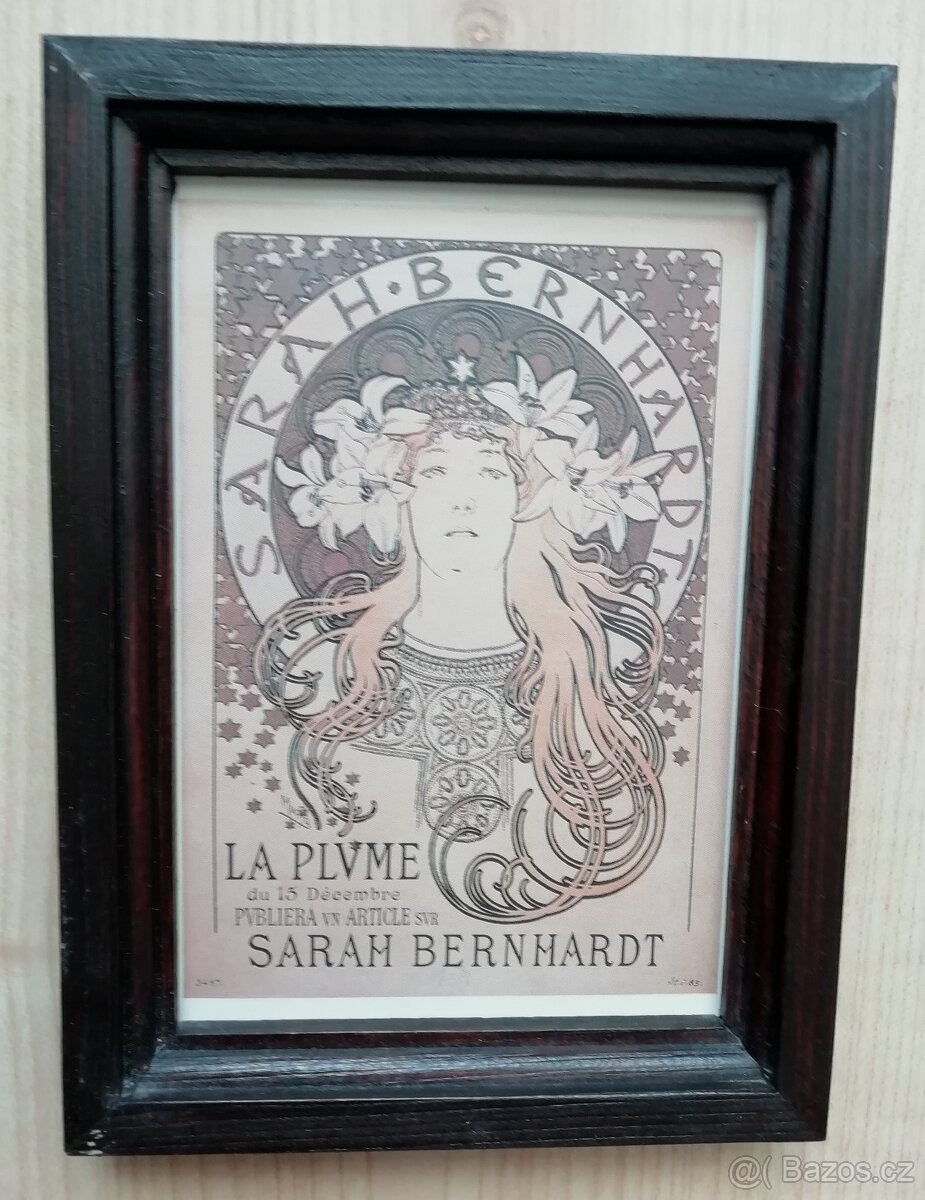 SARAH·BERNHARDT
LA PLVME
du 15 Décembre
PVBLIERA VN ARTICLE SVR
SARAH BERNHARDT
@( Bazos.cz